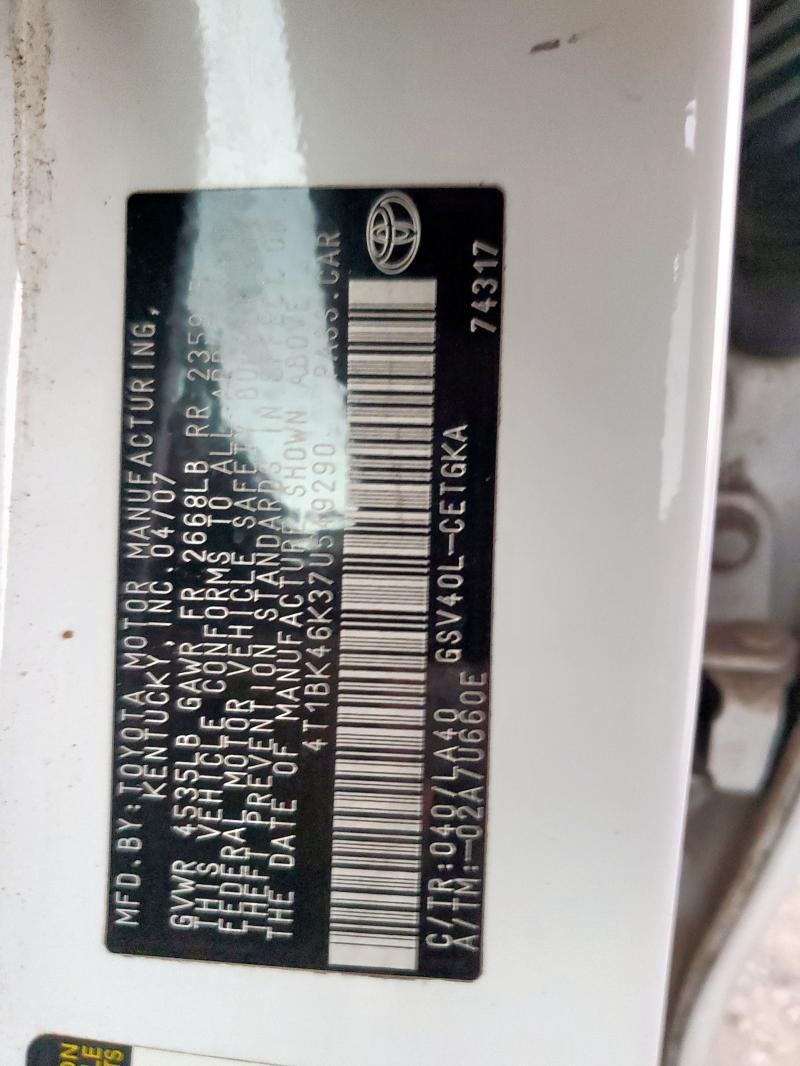 MFD.BY:TOYOTA MOTOR MANUFACTURING,
KENTUCKY, INC.04/07
GVWR 4535LB GAWR FR 2668LB RR
THIS VEHICLE CONFORMS TO ALL
FEDERAL MOTOR VEHICLE SAFETY
THEFT PREVENTION STANDARDS IN
THE DATE OF MANUFACTURE SHOWN ABOVE.
PASS.CAR
C/TR:040/LA40 GSV40L-CETGKA
A/TM:-02A/U660E
74317